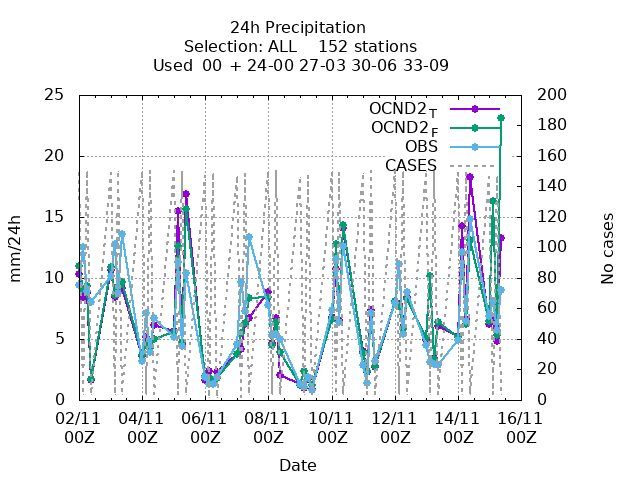 24h Precipitation
Selection: ALL    152 stations
Used  00 + 24-00 27-03 30-06 33-09
25
20
15
10
5
0
mm/24h
200
180
160
140
120
100
80
60
40
20
0
No cases
OCND2_T
OCND2_F
OBS
CASES
02/11 04/11 06/11 08/11 10/11 12/11 14/11 16/11
00Z 00Z 00Z 00Z 00Z 00Z 00Z 00Z
Date